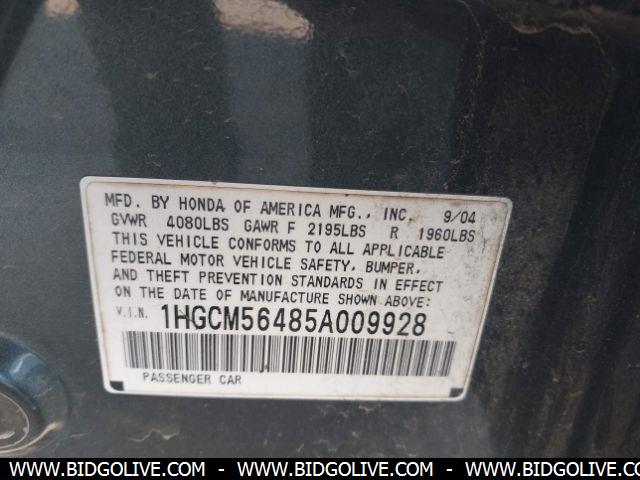 MFD. BY HONDA OF AMERICA MFG., INC. 9/04
GVWR 4080LBS GAWR F 2195LBS R 1960LBS
THIS VEHICLE CONFORMS TO ALL APPLICABLE
FEDERAL MOTOR VEHICLE SAFETY, BUMPER,
AND THEFT PREVENTION STANDARDS IN EFFECT
ON THE DATE OF MANUFACTURE SHOWN ABOVE:
V.I.N. 1HGCM56485A009928
PASSENGER CAR
WWW.BIDGOLIVE.COM - WWW.BIDGOLIVE.COM - WWW.BIDGOLIVE.COM